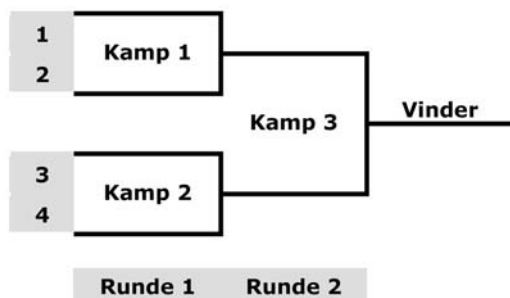 1
Kamp 1
2
Kamp 3
Vinder
3
Kamp 2
4
Runde 1 Runde 2